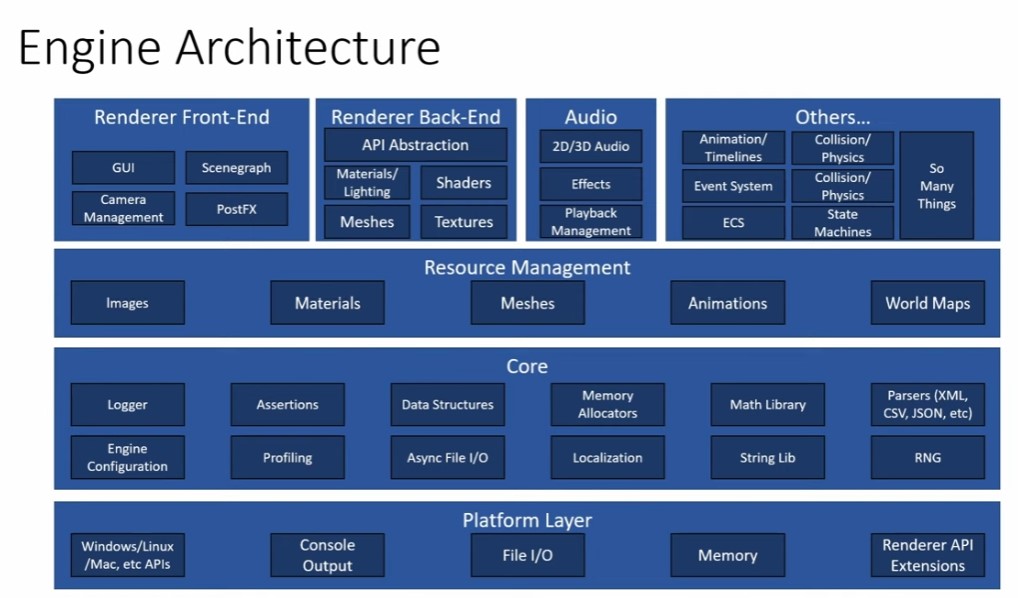 Engine Architecture
Renderer Front-End
GUI
Scenegraph
Camera
Management
PostFX
Renderer Back-End
API Abstraction
Materials/
Lighting
Shaders
Meshes
Textures
Audio
2D/3D Audio
Effects
Playback
Management
Others...
Animation/
Timelines
Collision/
Physics
Event System
Collision/
Physics
ECS
State
Machines
So
Many
Things
Resource Management
Images
Materials
Meshes
Animations
World Maps
Core
Logger
Assertions
Data Structures
Memory
Allocators
Math Library
Parsers (XML,
CSV, JSON, etc)
Engine
Configuration
Profiling
Async File I/O
Localization
String Lib
RNG
Platform Layer
Windows/Linux
/Mac, etc APIs
Console
Output
File I/O
Memory
Renderer API
Extensions